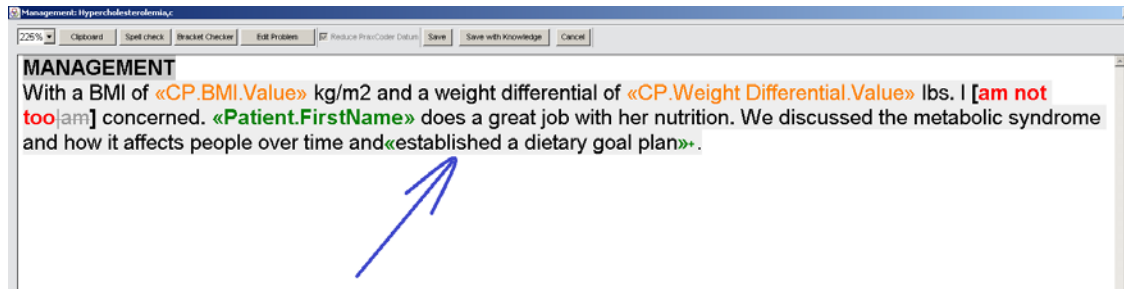 Management: Hypercholesterolemia,c
225% Clipboard Spell check Bracket Checker Edit Problem Reduce PraxCoder Datum Save Save with Knowledge Cancel
MANAGEMENT
With a BMI of «CP.BMI.Value» kg/m2 and a weight differential of «CP.Weight Differential.Value» lbs. I [am not
too|am] concerned. «Patient.FirstName» does a great job with her nutrition. We discussed the metabolic syndrome
and how it affects people over time and«established a dietary goal plan»+.